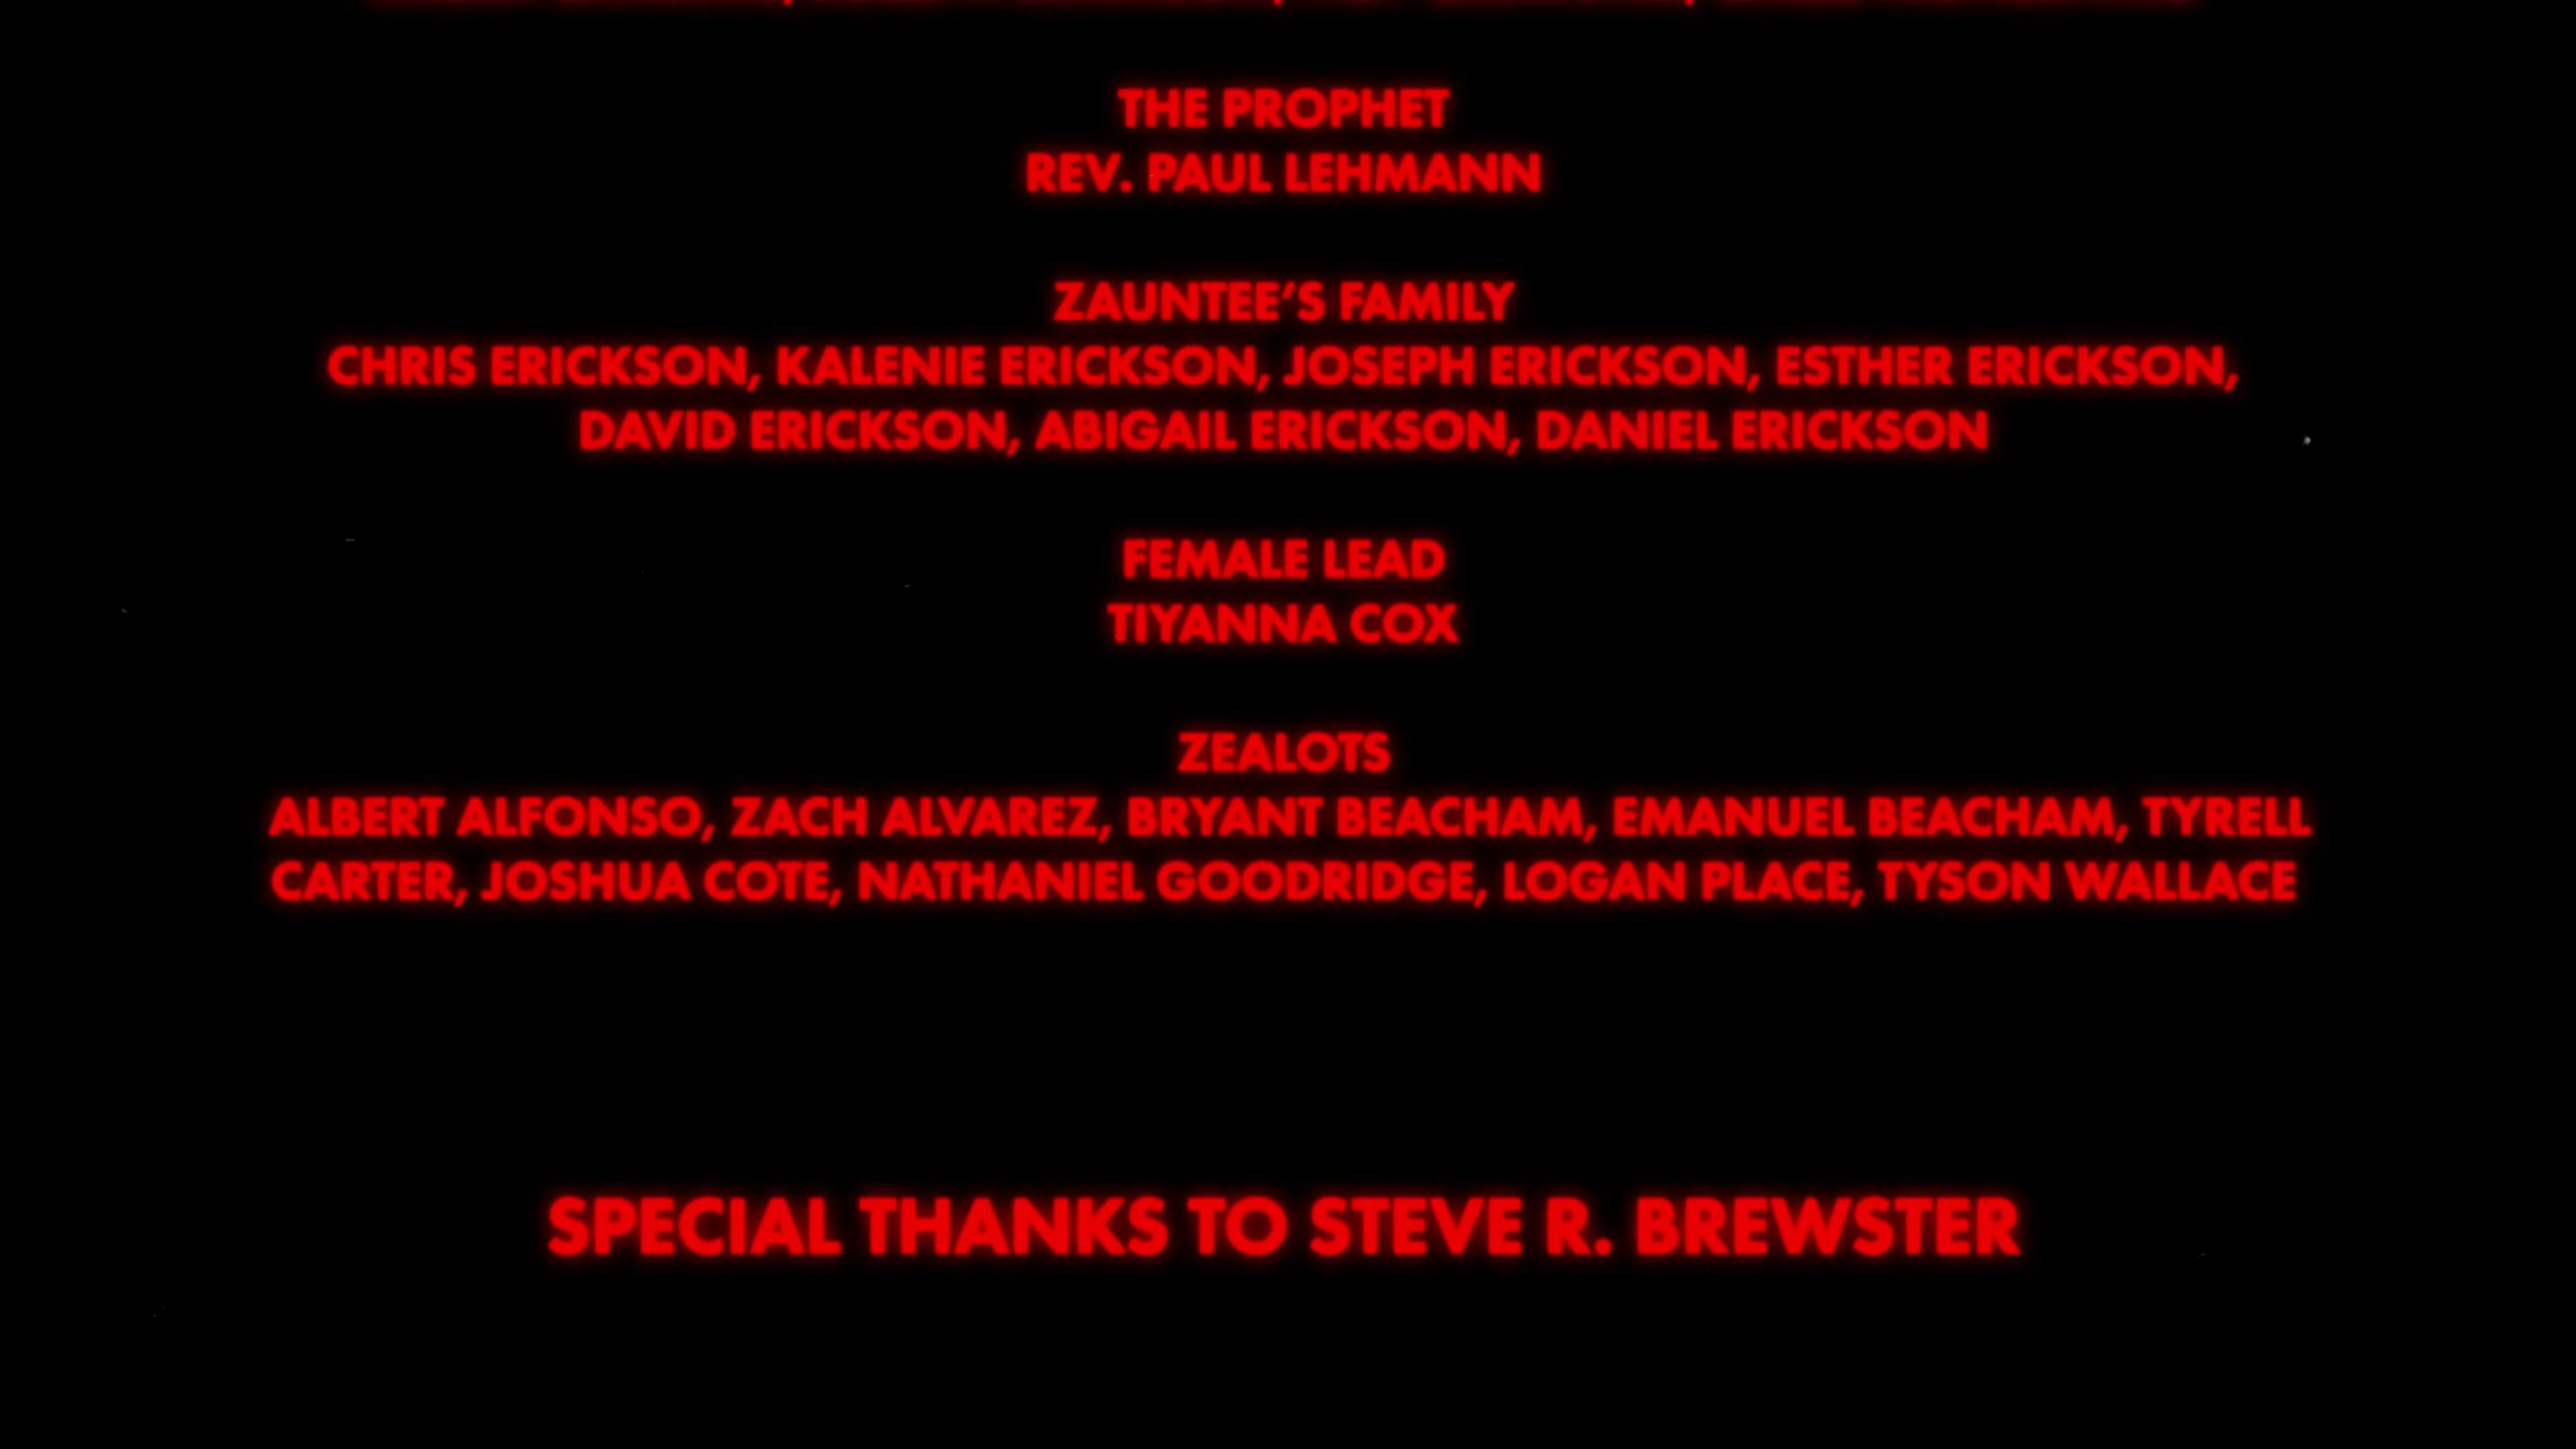 THE PROPHET
REV. PAUL LEHMANN
ZAUNTEE’S FAMILY
CHRIS ERICKSON, KALENIE ERICKSON, JOSEPH ERICKSON, ESTHER ERICKSON,
DAVID ERICKSON, ABIGAIL ERICKSON, DANIEL ERICKSON
FEMALE LEAD
TIYANNA COX
ZEALOTS
ALBERT ALFONSO, ZACH ALVAREZ, BRYANT BEACHAM, EMANUEL BEACHAM, TYRELL
CARTER, JOSHUA COTE, NATHANIEL GOODRIDGE, LOGAN PLACE, TYSON WALLACE
SPECIAL THANKS TO STEVE R. BREWSTER